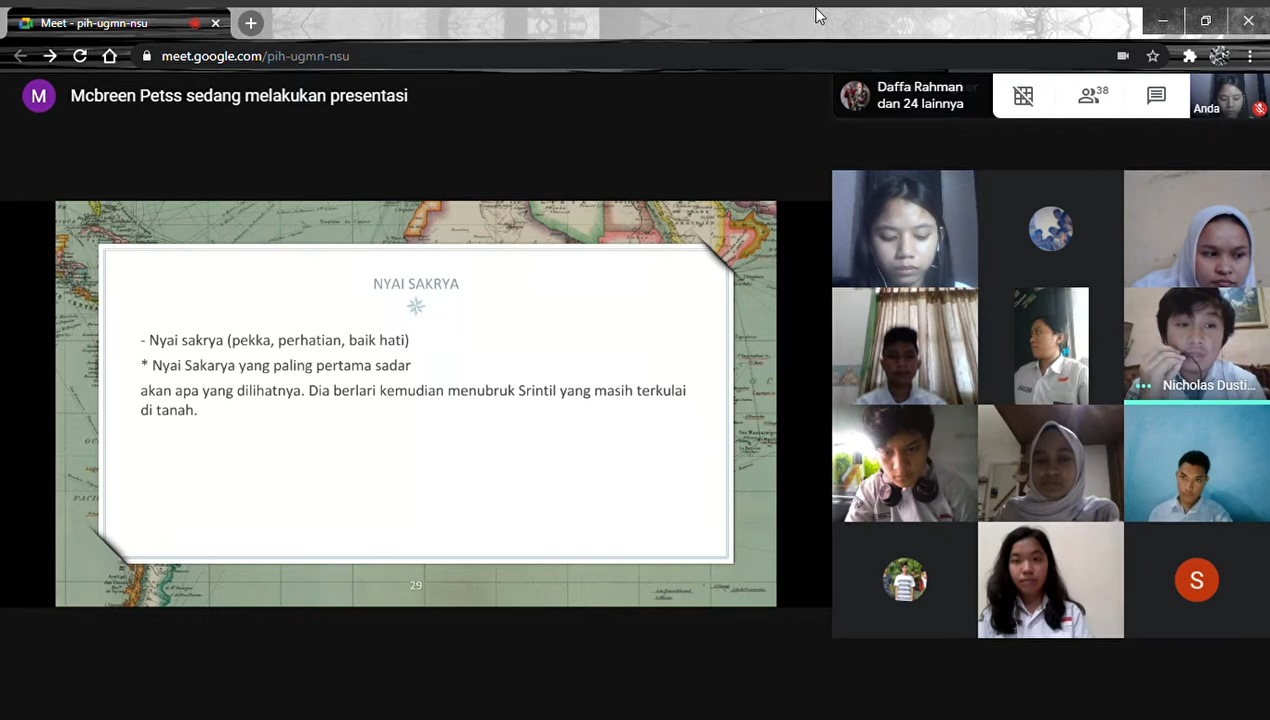 Meet - pih-ugmn-nsu
meet.google.com/pih-ugmn-nsu
M
Mcbreen Petss sedang melakukan presentasi
Daffa Rahman
dan 24 lainnya
38
Anda
NYAI SAKRYA
- Nyai sakrya (pekka, perhatian, baik hati)
* Nyai Sakarya yang paling pertama sadar
akan apa yang dilihatnya. Dia berlari kemudian menubruk Srintil yang masih terkulai
di tanah.
29
Nicholas Dusti...
S